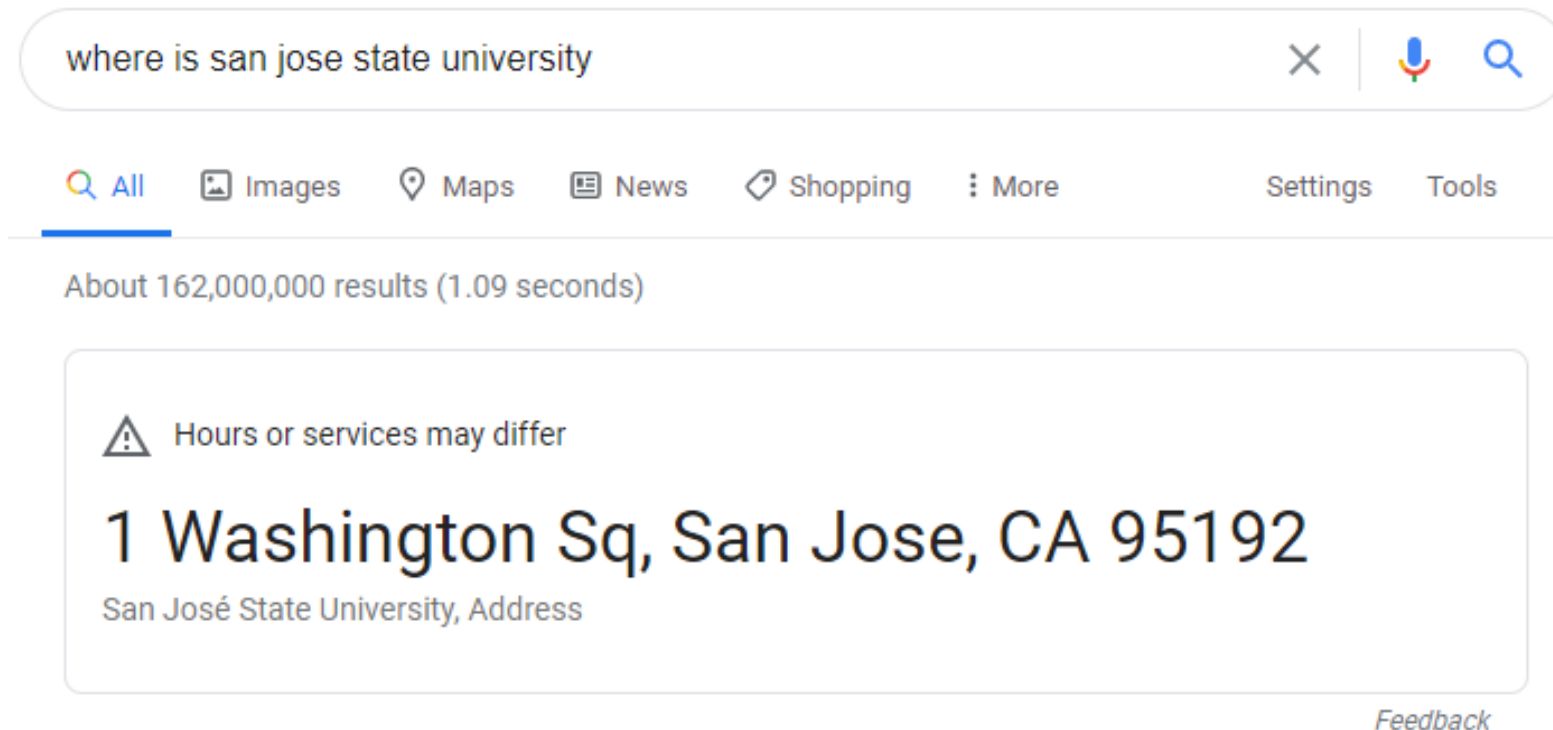 where is san jose state university
All Images Maps News Shopping More Settings Tools
About 162,000,000 results (1.09 seconds)
Hours or services may differ
1 Washington Sq, San Jose, CA 95192
San José State University, Address
Feedback